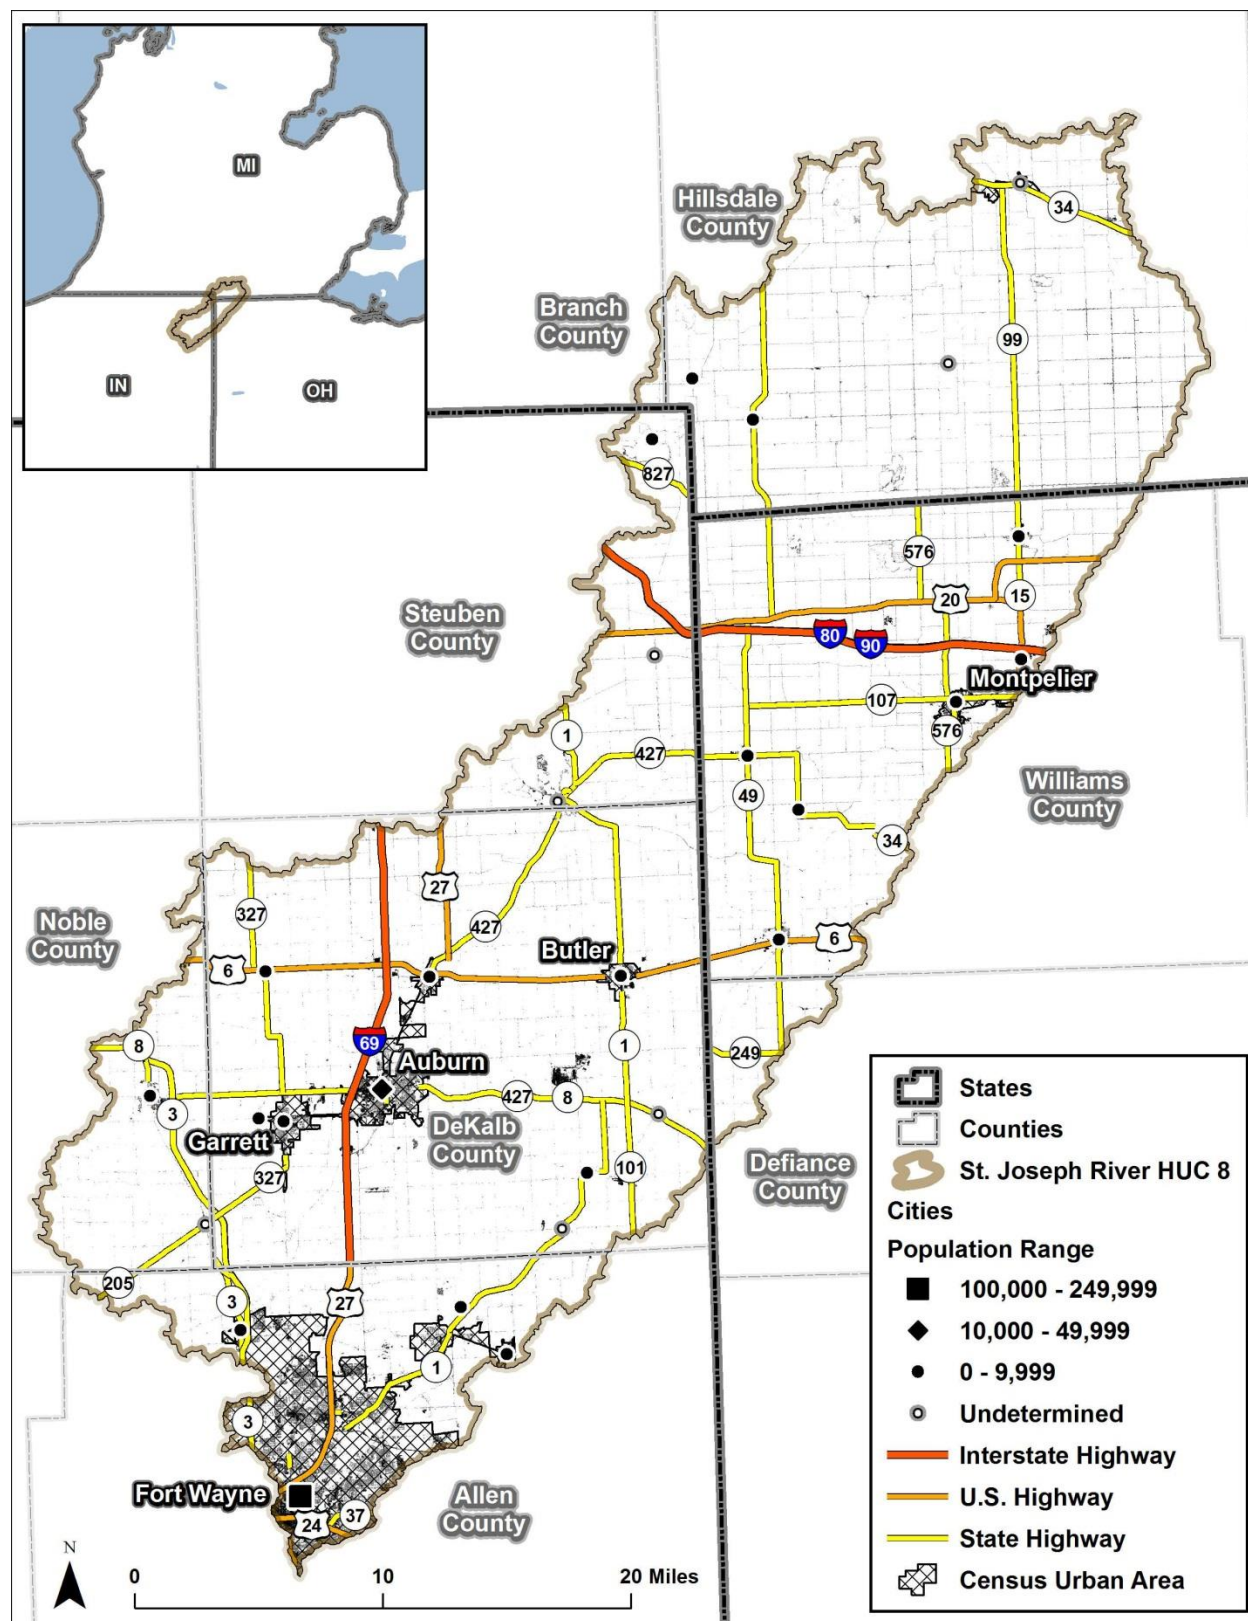 MI
IN
OH
Hillsdale
County
34
Branch
County
99
827
576
20
15
Steuben
County
80
90
Montpelier
107
1
427
576
49
Williams
County
34
27
327
427
Noble
County
6
Butler
6
8
69
1
249
Auburn
427
8
3
DeKalb
County
Garrett
327
101
Defiance
County
205
3
27
1
3
Fort Wayne
24
37
Allen
County
N
0
10
20 Miles
States
Counties
St. Joseph River HUC 8
Cities
Population Range
100,000 - 249,999
10,000 - 49,999
0 - 9,999
Undetermined
Interstate Highway
U.S. Highway
State Highway
Census Urban Area